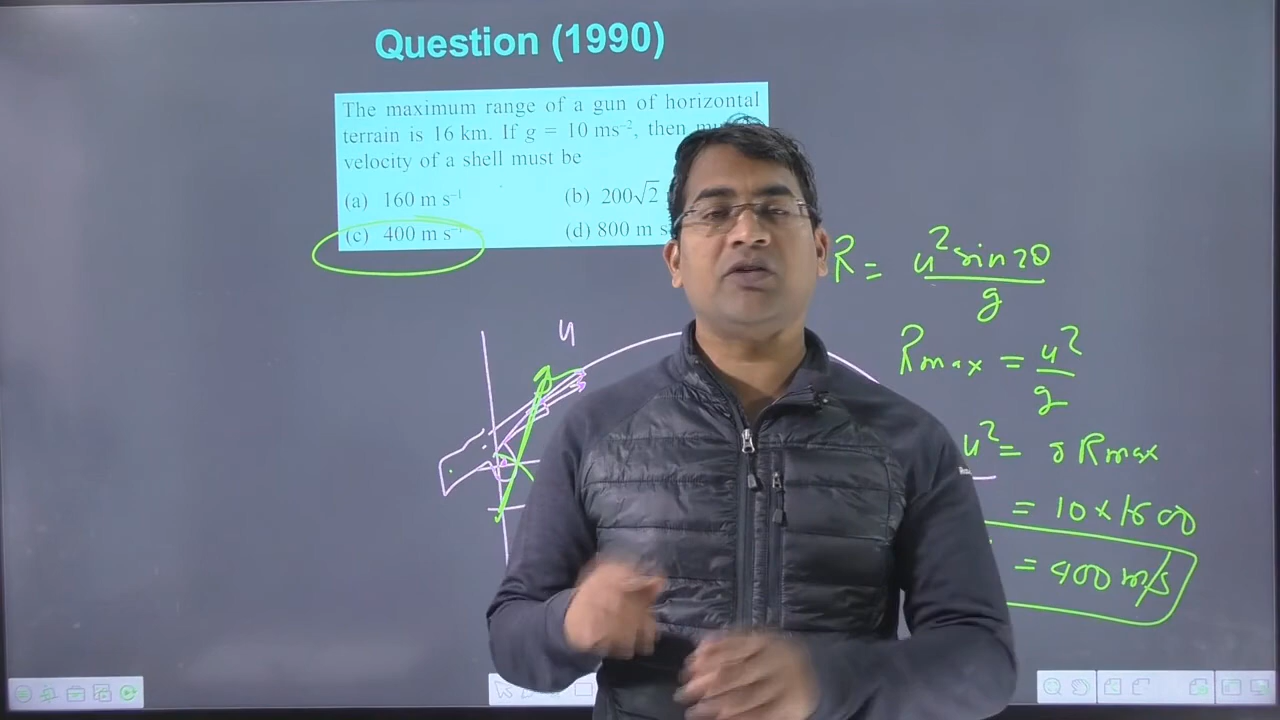 Question (1990)
The maximum range of a gun of horizontal
terrain is 16 km. If g = 10 ms⁻², then
velocity of a shell must be
(a) 160 m s⁻¹ (b) 200√2
(c) 400 m s⁻¹ (d) 800 m s
R = u² sin 2θ / g
u
Rmax = u² / g
u² = g Rmax
= 10 × 1600
= 400 m/s